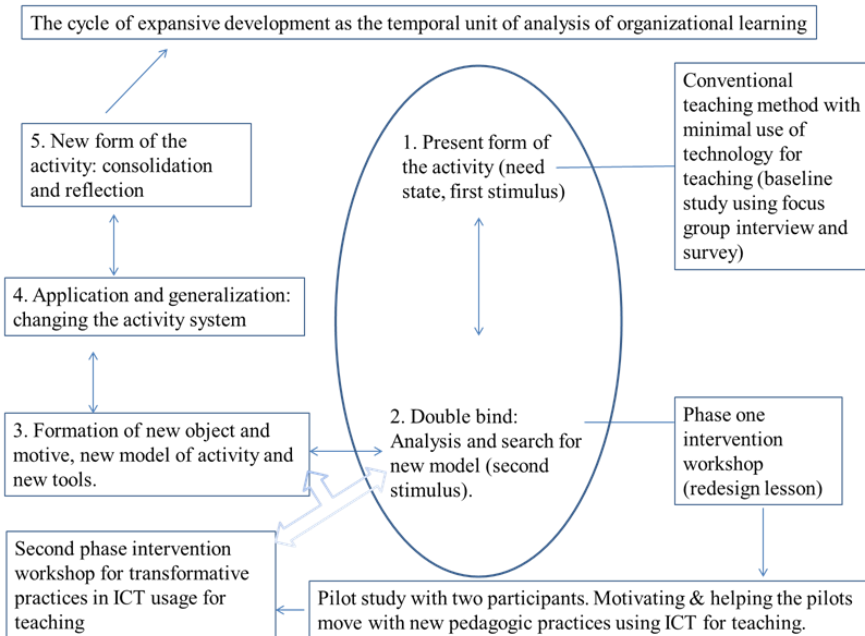 The cycle of expansive development as the temporal unit of analysis of organizational learning
5. New form of the
activity: consolidation
and reflection
1. Present form of
the activity (need
state, first stimulus)
Conventional
teaching method with
minimal use of
technology for
teaching (baseline
study using focus
group interview and
survey)
4. Application and generalization:
changing the activity system
3. Formation of new object and
motive, new model of activity and
new tools.
2. Double bind:
Analysis and search for
new model (second
stimulus).
Phase one
intervention
workshop
(redesign lesson)
Second phase intervention
workshop for transformative
practices in ICT usage for
teaching
Pilot study with two participants. Motivating & helping the pilots
move with new pedagogic practices using ICT for teaching.